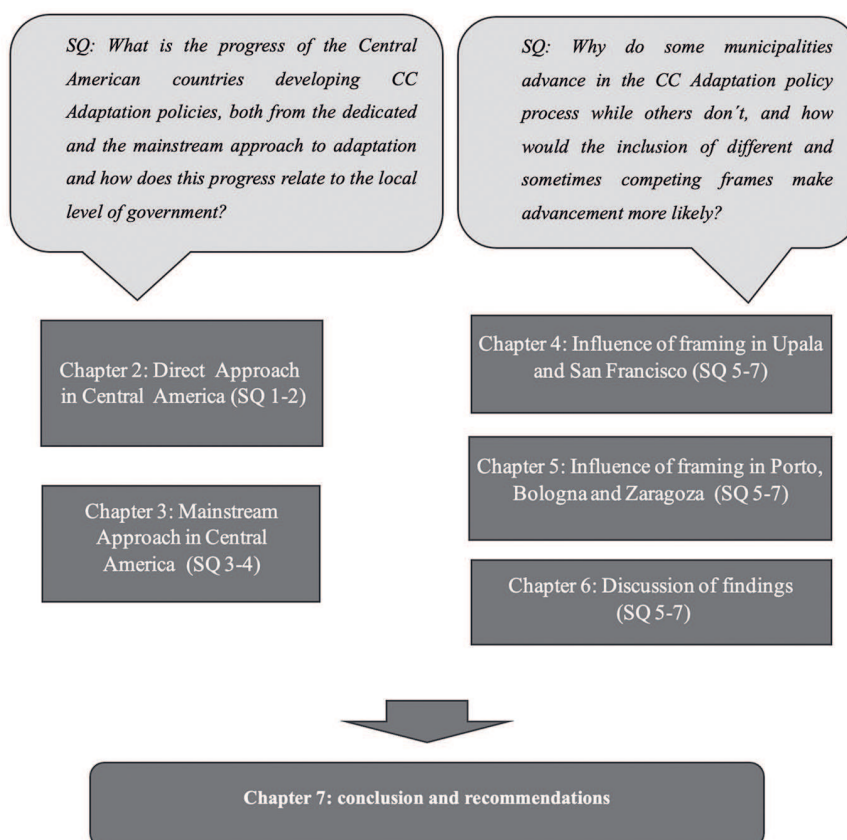 SQ: What is the progress of the Central
American countries developing CC
Adaptation policies, both from the dedicated
and the mainstream approach to adaptation
and how does this progress relate to the local
level of government?
SQ: Why do some municipalities
advance in the CC Adaptation policy
process while others don´t, and how
would the inclusion of different and
sometimes competing frames make
advancement more likely?
Chapter 2: Direct Approach
in Central America (SQ 1-2)
Chapter 3: Mainstream
Approach in Central
America (SQ 3-4)
Chapter 4: Influence of framing in Upala
and San Francisco (SQ 5-7)
Chapter 5: Influence of framing in Porto,
Bologna and Zaragoza (SQ 5-7)
Chapter 6: Discussion of findings
(SQ 5-7)
Chapter 7: conclusion and recommendations